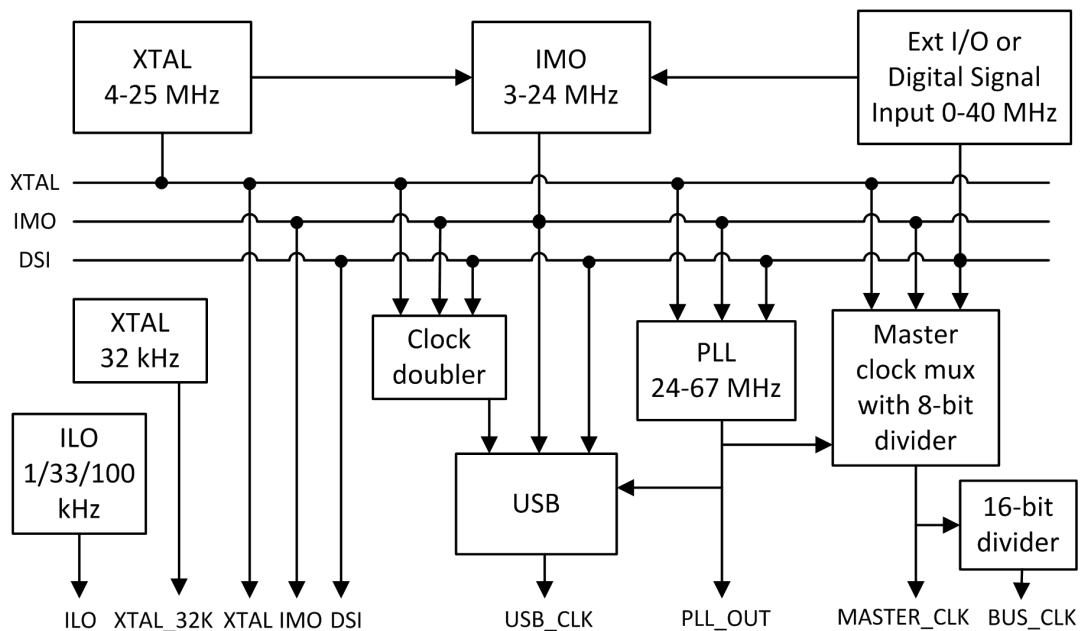 XTAL
4-25 MHz
IMO
3-24 MHz
Ext I/O or
Digital Signal
Input 0-40 MHz
XTAL
IMO
DSI
XTAL
32 kHz
Clock
doubler
PLL
24-67 MHz
Master
clock mux
with 8-bit
divider
ILO
1/33/100
kHz
USB
16-bit
divider
ILO
XTAL_32K
XTAL
IMO
DSI
USB_CLK
PLL_OUT
MASTER_CLK
BUS_CLK